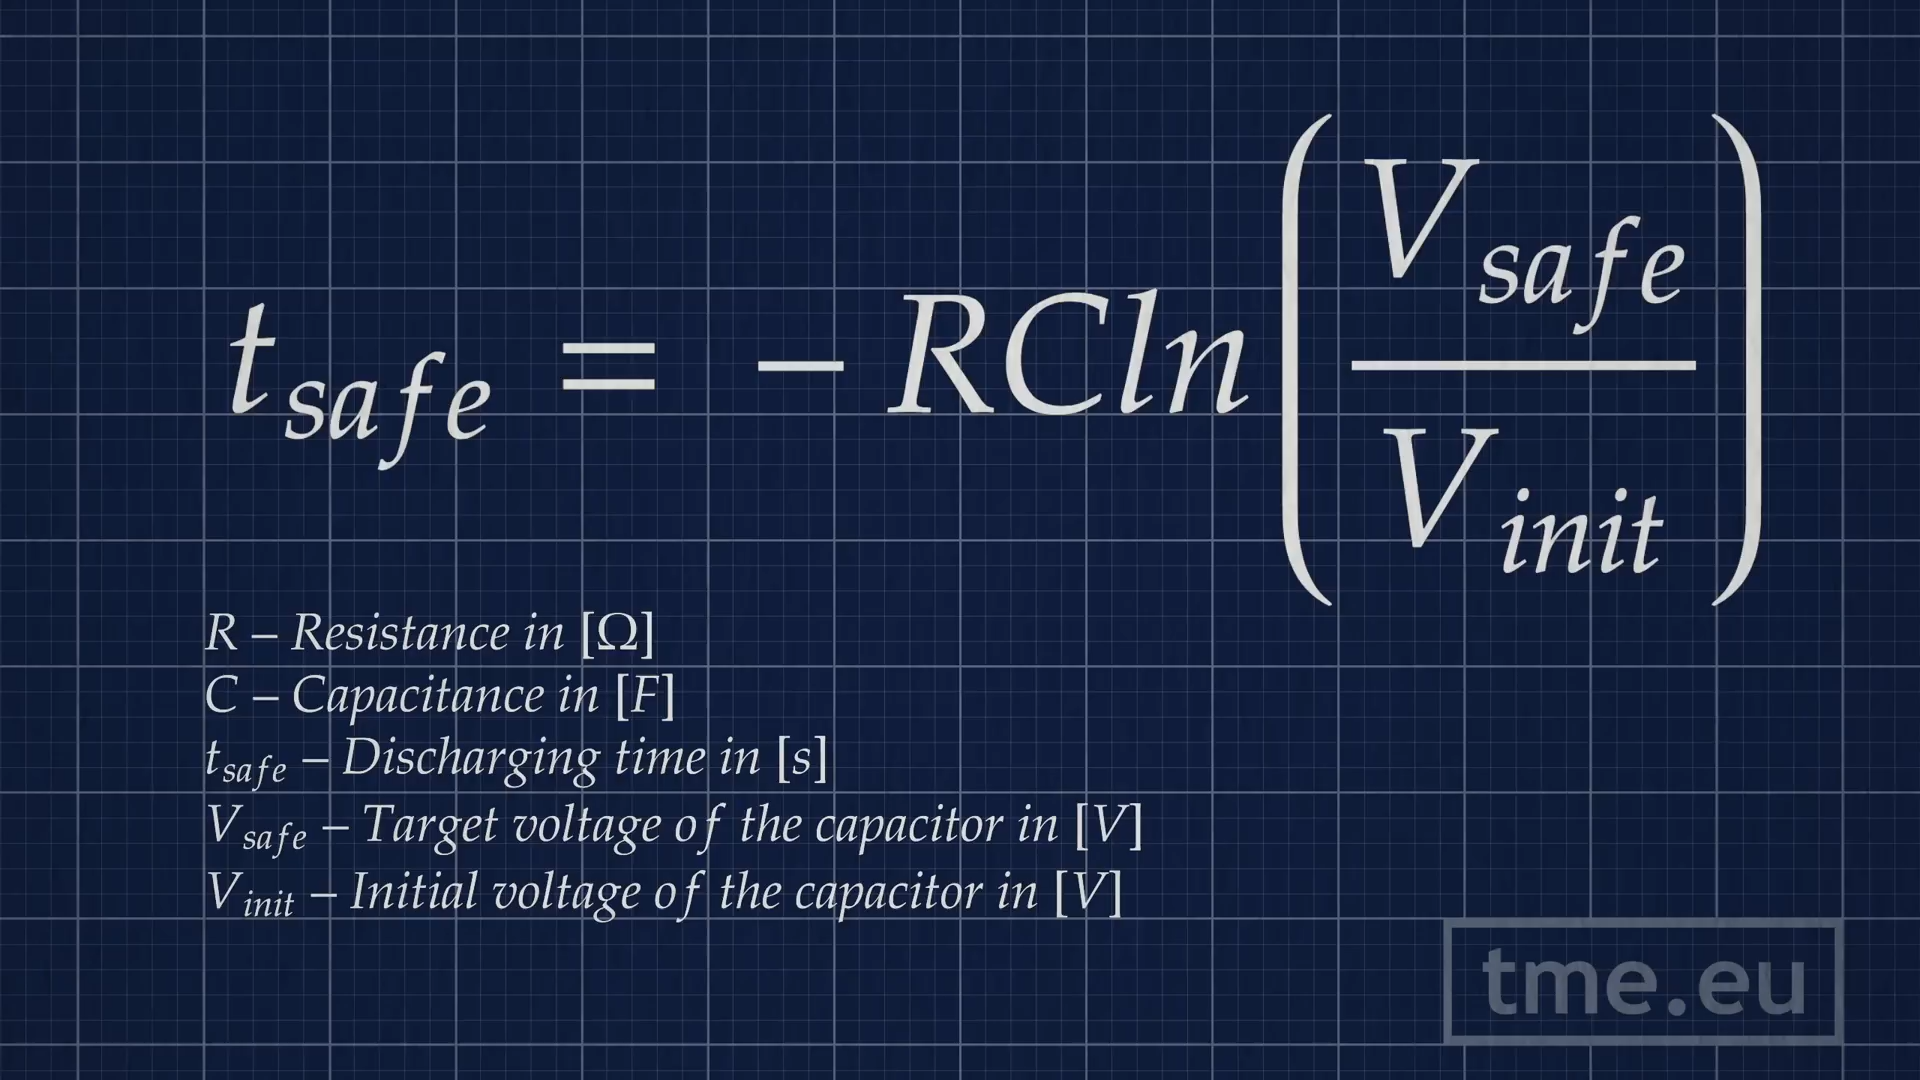 t_safe = −RCln(V_safe / V_init)
R – Resistance in [Ω]
C – Capacitance in [F]
t_safe – Discharging time in [s]
V_safe – Target voltage of the capacitor in [V]
V_init – Initial voltage of the capacitor in [V]
tme.eu